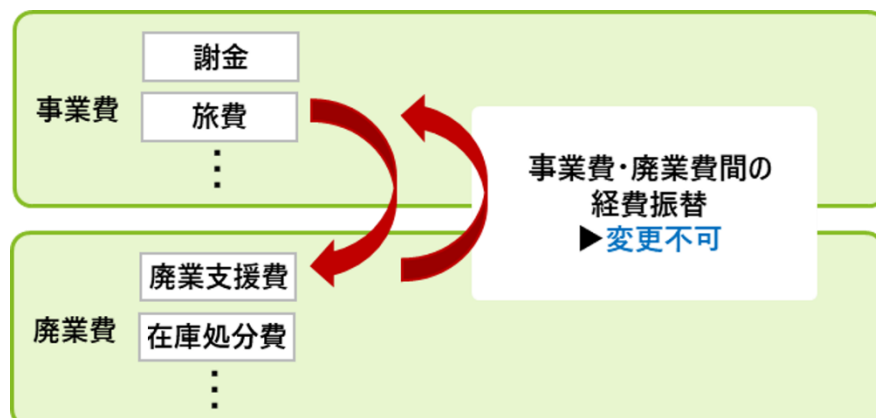 事業費
謝金
旅費
⋮
事業費・廃業費間の
経費振替
▶変更不可
廃業費
廃業支援費
在庫処分費
⋮